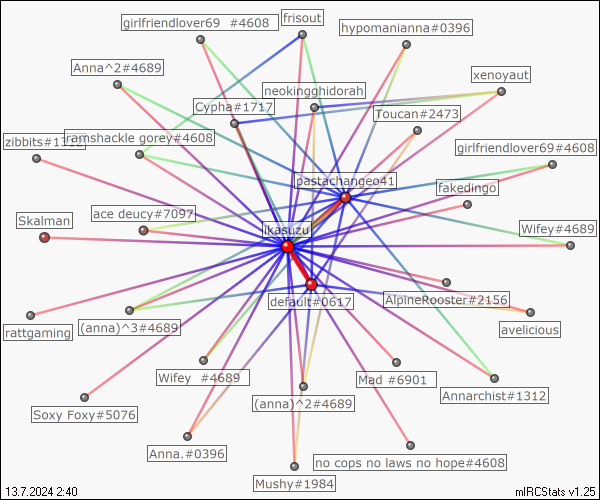 girlfriendlover69 #4608
frisout
hypomanianna#0396
Anna^2#4689
xenoyaut
neokingghidorah
Cypha#1717
Toucan#2473
ramshackle gorey#4608
girlfriendlover69#4608
pastachangeo41
fakedingo
ace deucy#7097
Skalman
ikasuzu
Wifey#4689
default#0617
AlpineRooster#2156
rattgaming
(anna)^3#4689
avelicious
Wifey #4689
Mad #6901
Annarchist#1312
(anna)^2#4689
Soxy Foxy#5076
Anna.#0396
no cops no laws no hope#4608
Mushy#1984
13.7.2024 2:40
mIRCStats v1.25